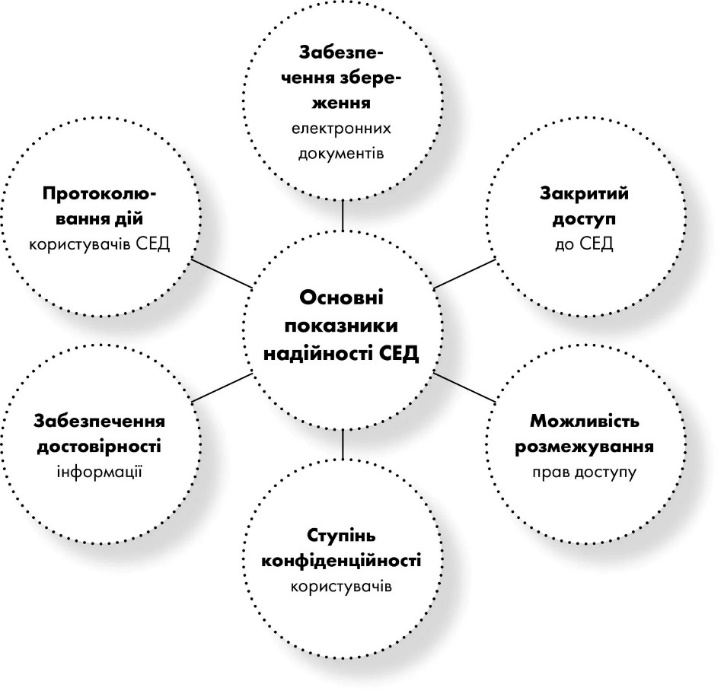 Забезпе-
чення збере-
ження
електронних
документів
Протоколю-
вання дій
користувачів СЕД
Закритий
доступ
до СЕД
Основні
показники
надійності СЕД
Забезпечення
достовірності
інформації
Можливість
розмежування
прав доступу
Ступінь
конфіденційності
користувачів